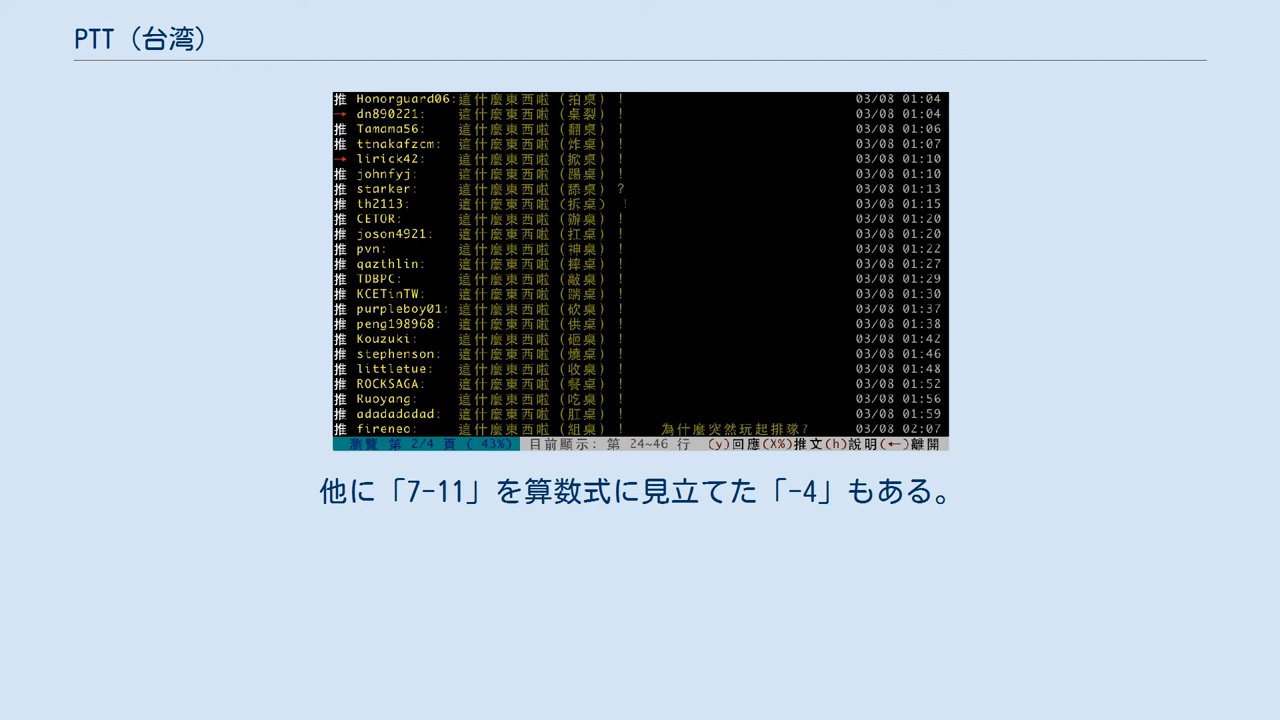 PTT（台湾）
推 Honorguard06:這什麼東西啦（拍桌）！ 03/08 01:04
→ dn890221: 這什麼東西啦（桌裂）！ 03/08 01:04
推 Tamama56: 這什麼東西啦（翻桌）！ 03/08 01:06
推 ttnakafzcm: 這什麼東西啦（炸桌）！ 03/08 01:07
→ lirick42: 這什麼東西啦（掀桌）！ 03/08 01:10
推 johnfyj: 這什麼東西啦（踢桌）！ 03/08 01:10
推 starker: 這什麼東西啦（舔桌）？ 03/08 01:13
推 th2113: 這什麼東西啦（拆桌） ！ 03/08 01:15
推 CETOR: 這什麼東西啦（辦桌）！ 03/08 01:20
推 joson4921: 這什麼東西啦（扛桌）！ 03/08 01:20
推 pvn: 這什麼東西啦（神桌）！ 03/08 01:22
推 qazthlin: 這什麼東西啦（摔桌）！ 03/08 01:27
推 TDBPC: 這什麼東西啦（敲桌）！ 03/08 01:29
推 KCETinTW: 這什麼東西啦（踹桌）！ 03/08 01:30
推 purpleboy01: 這什麼東西啦（砍桌）！ 03/08 01:37
推 peng198968: 這什麼東西啦（供桌）！ 03/08 01:38
推 Kouzuki: 這什麼東西啦（砸桌）！ 03/08 01:42
推 stephenson: 這什麼東西啦（燒桌）！ 03/08 01:46
推 littletue: 這什麼東西啦（收桌）！ 03/08 01:48
推 ROCKSAGA: 這什麼東西啦（餐桌）！ 03/08 01:52
推 Ruoyang: 這什麼東西啦（吃桌）！ 03/08 01:56
推 adadadadad: 這什麼東西啦（肛桌）！ 03/08 01:59
推 fireneo: 這什麼東西啦（組桌）！ 為什麼突然玩起排隊? 03/08 02:07
瀏覽 第 2/4 頁 ( 43%) 目前顯示: 第 24~46 行 (y)回應(X%)推文(h)說明(←)離開
他に「7-11」を算数式に見立てた「-4」もある。